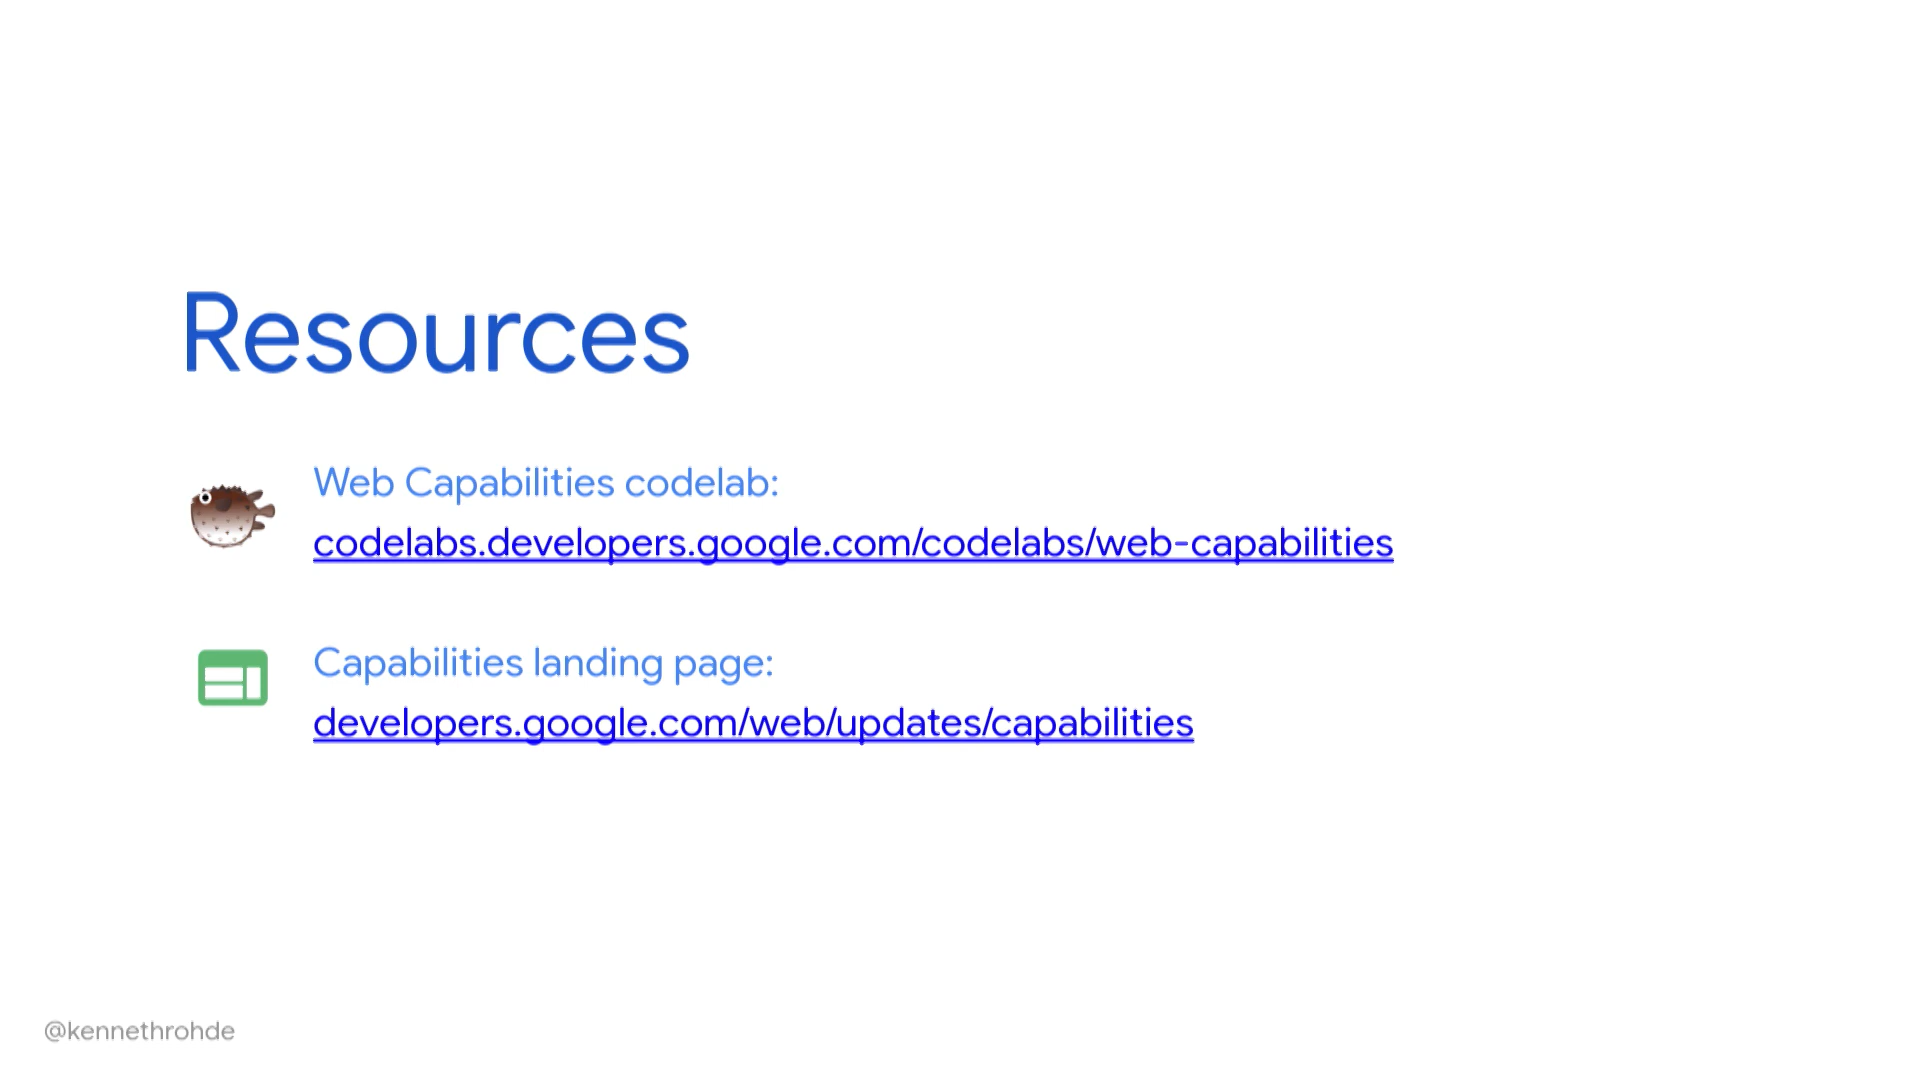 Resources
Web Capabilities codelab:
codelabs.developers.google.com/codelabs/web-capabilities
Capabilities landing page:
developers.google.com/web/updates/capabilities
@kennethrohde